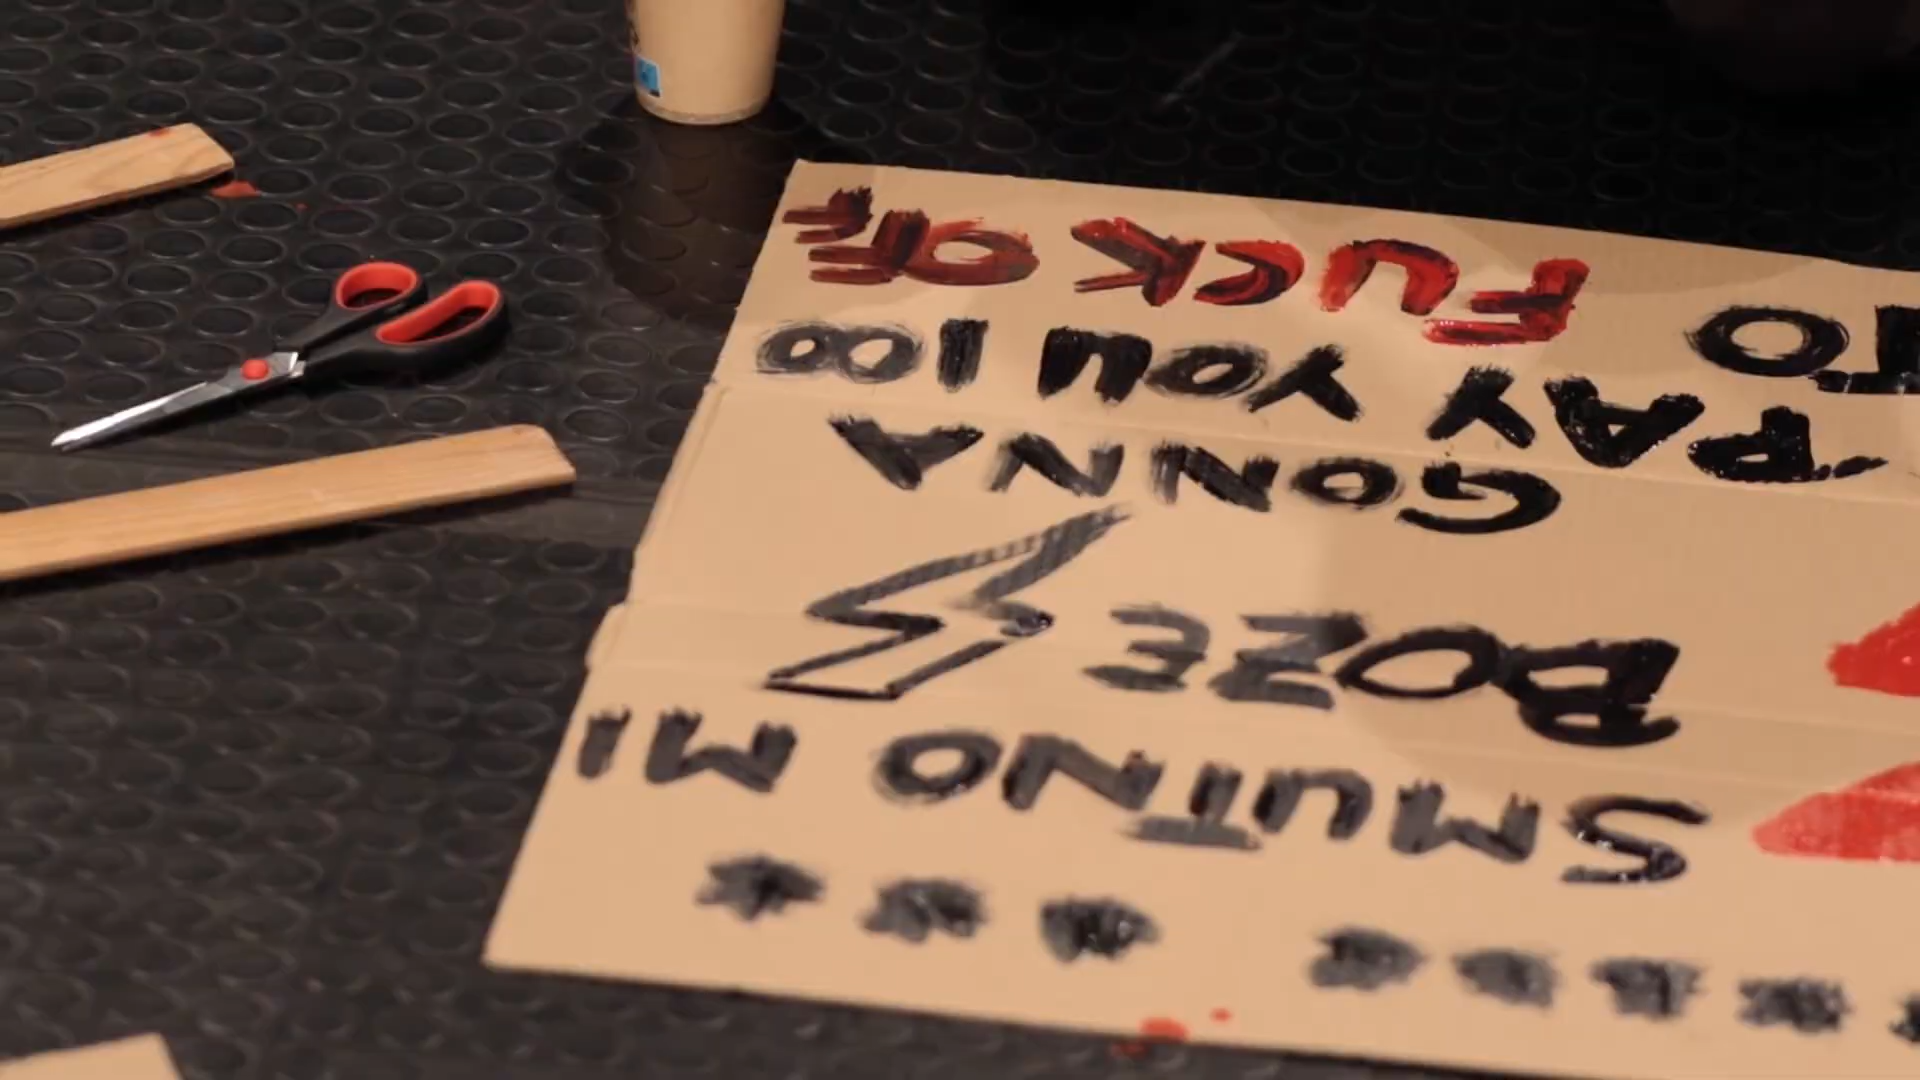 ***** ***
SMUTNO MI
BOZE
GONNA
PAY YOU 100
TO FUCK OFF